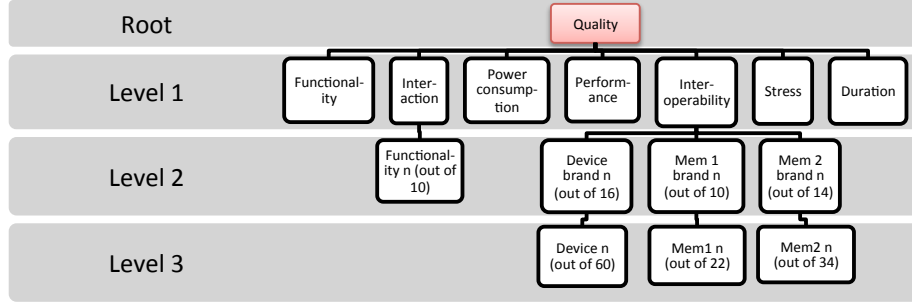 Root
Quality
Level 1
Functional-
ity
Inter-
action
Power
consump-
tion
Perform-
ance
Inter-
operability
Stress
Duration
Level 2
Functional-
ity n (out of
10)
Device
brand n
(out of 16)
Mem 1
brand n
(out of 10)
Mem 2
brand n
(out of 14)
Level 3
Device n
(out of 60)
Mem1 n
(out of 22)
Mem2 n
(out of 34)